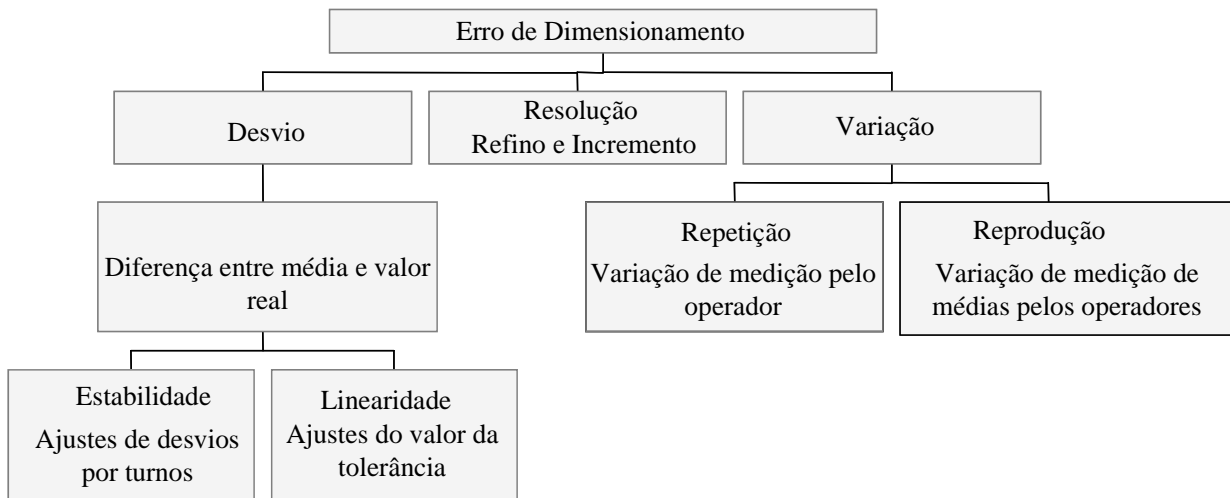 Erro de Dimensionamento
Desvio
Resolução
Refino e Incremento
Variação
Diferença entre média e valor
real
Repetição
Variação de medição pelo
operador
Reprodução
Variação de medição de
médias pelos operadores
Estabilidade
Ajustes de desvios
por turnos
Linearidade
Ajustes do valor da
tolerância